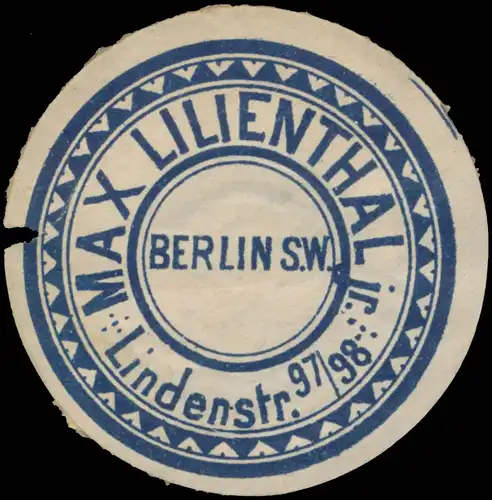 MAX LILIENTHAL jr.
BERLIN S.W.
Lindenstr. 97/98